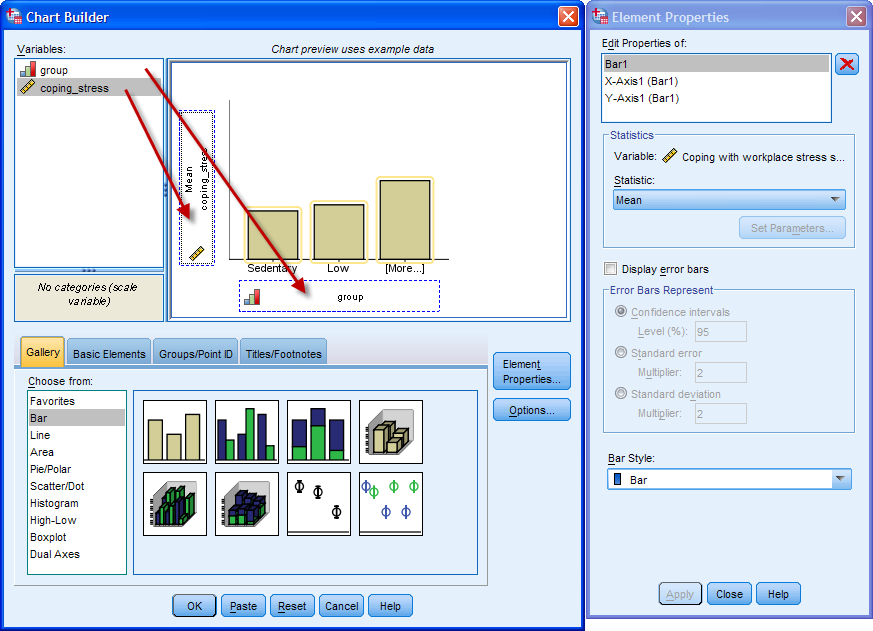 Chart Builder
Variables:
group
coping_stress
No categories (scale
variable)
Chart preview uses example data
Mean
coping_stress
Sedentary Low [More...]
group
Gallery Basic Elements Groups/Point ID Titles/Footnotes
Choose from:
Favorites
Bar
Line
Area
Pie/Polar
Scatter/Dot
Histogram
High-Low
Boxplot
Dual Axes
Element
Properties...
Options...
OK Paste Reset Cancel Help
Element Properties
Edit Properties of:
Bar1
X-Axis1 (Bar1)
Y-Axis1 (Bar1)
Statistics
Variable: Coping with workplace stress s...
Statistic:
Mean
Set Parameters...
Display error bars
Error Bars Represent
Confidence intervals
Level (%): 95
Standard error
Multiplier: 2
Standard deviation
Multiplier: 2
Bar Style:
Bar
Apply Close Help